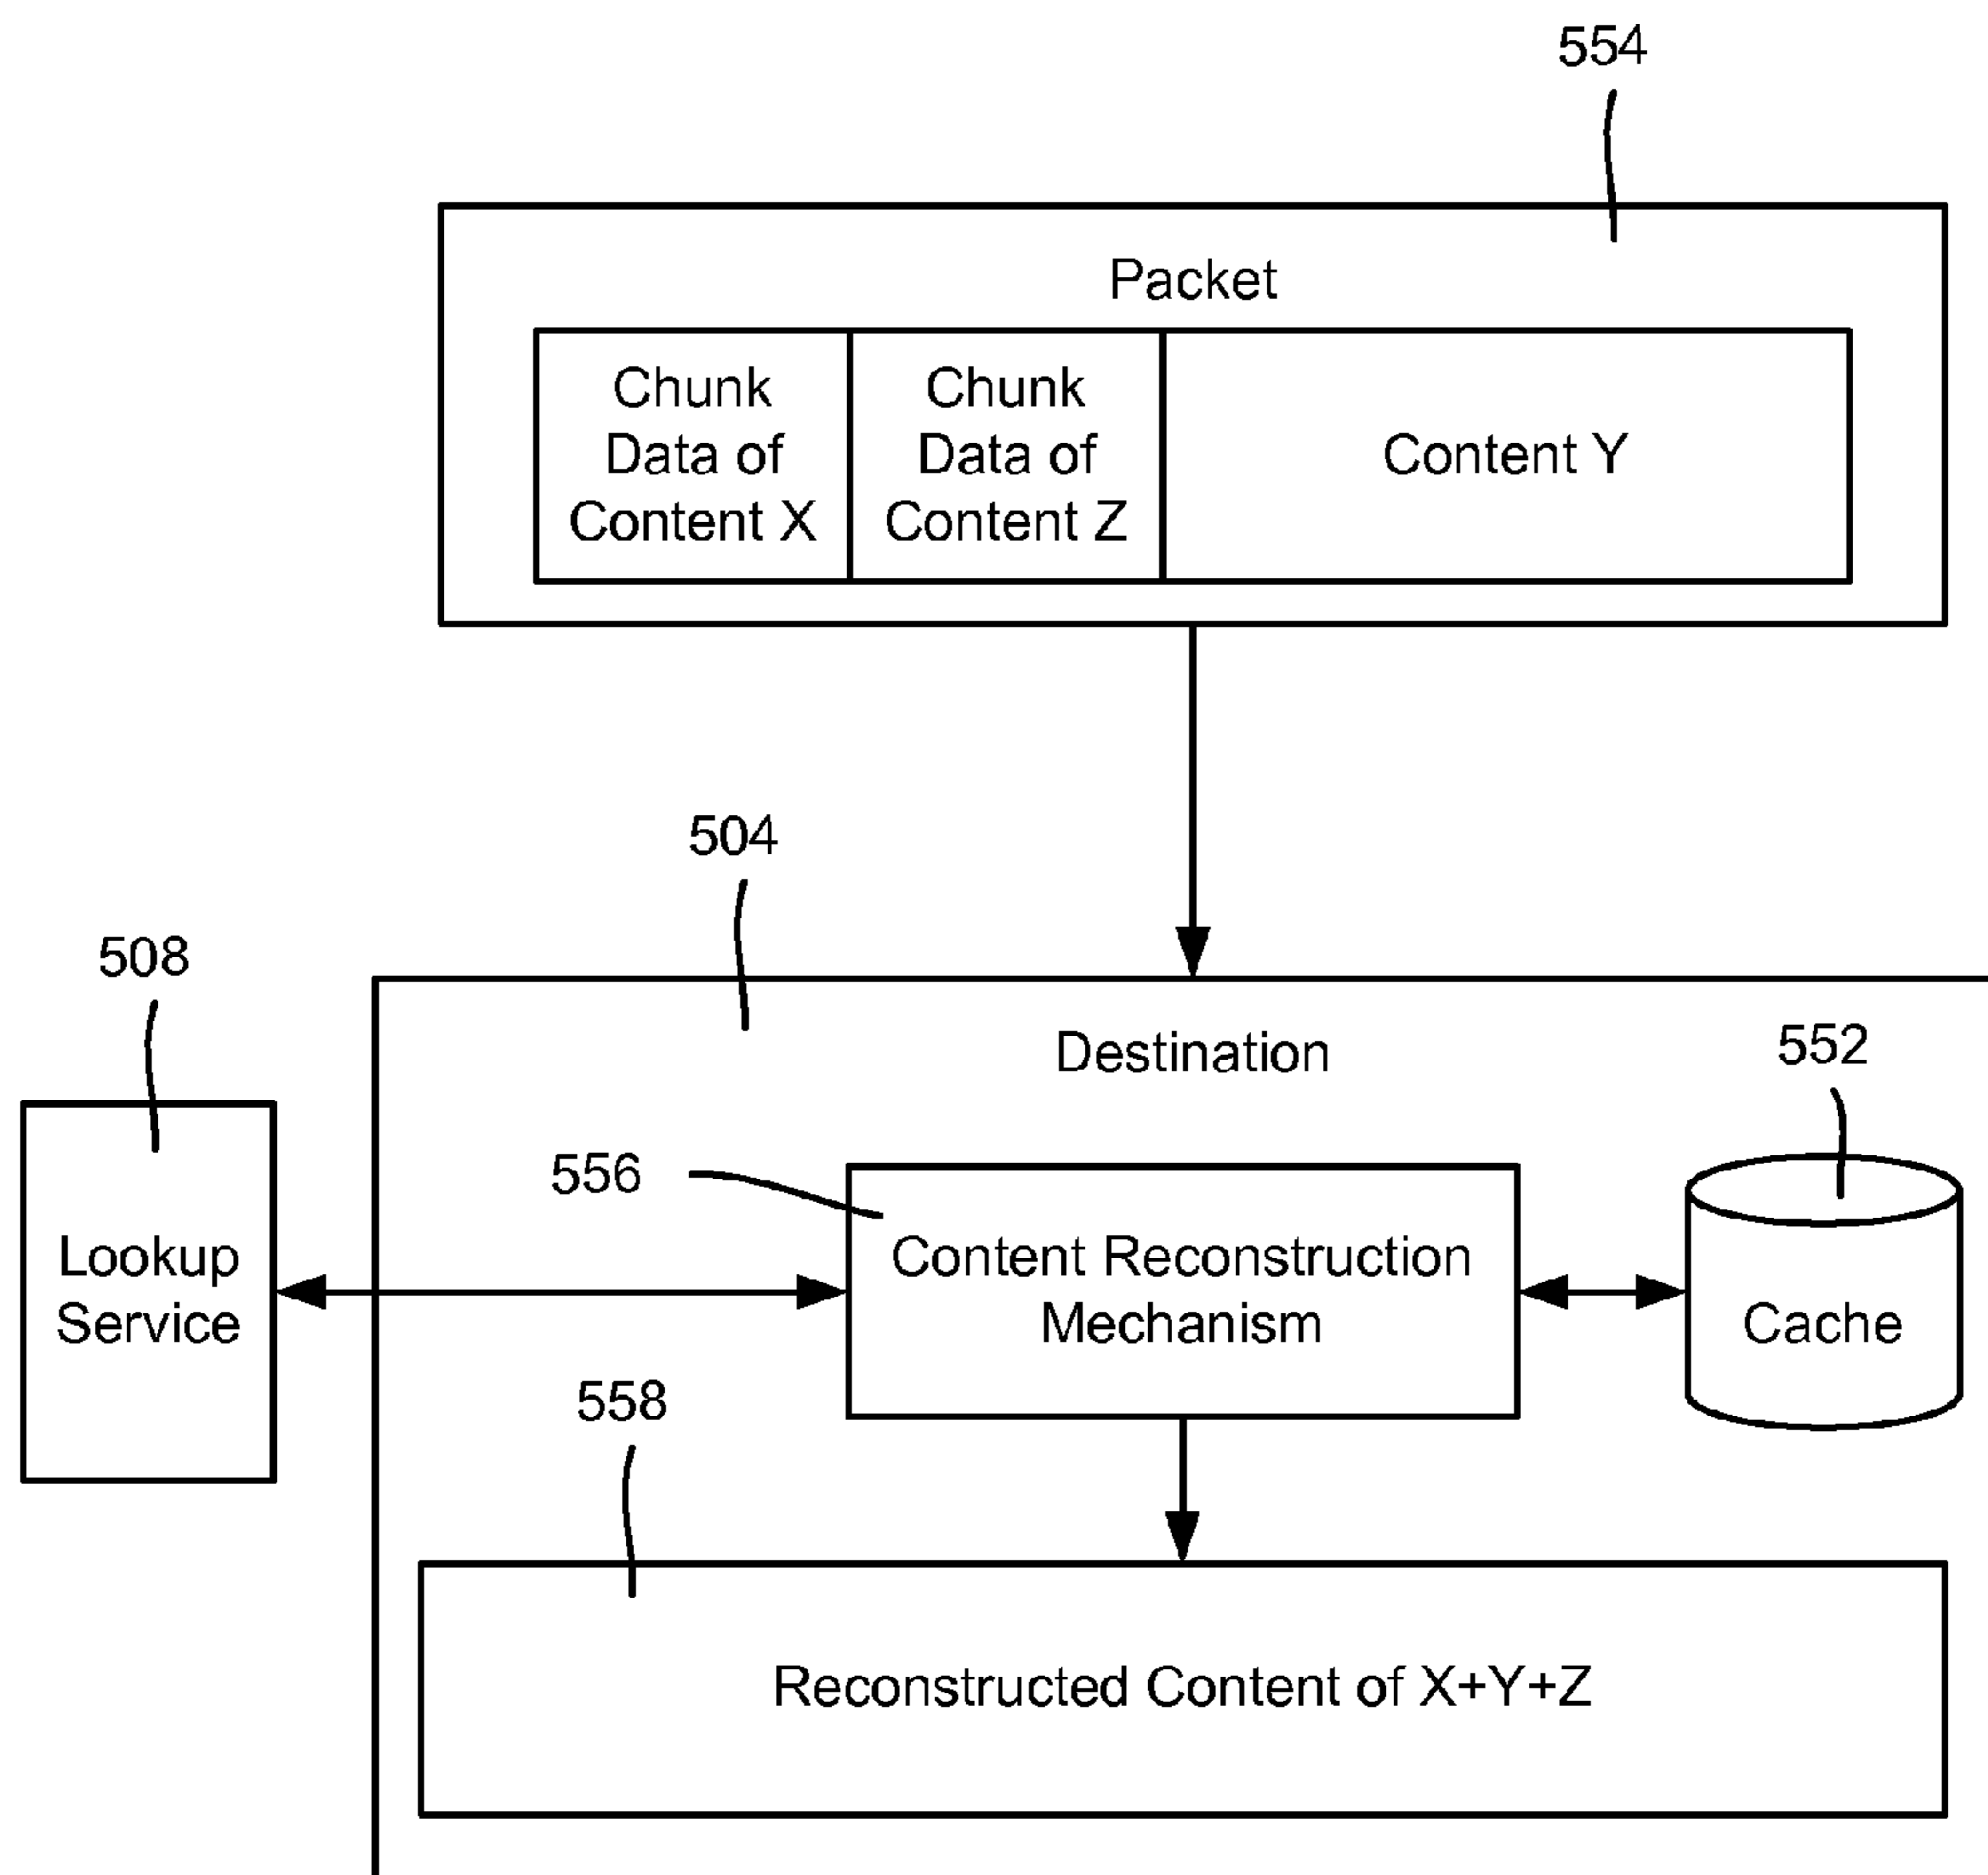 554
Packet
Chunk
Data of
Content X
Chunk
Data of
Content Z
Content Y
504
508
Destination
552
556
Lookup
Service
Content Reconstruction
Mechanism
Cache
558
Reconstructed Content of X+Y+Z